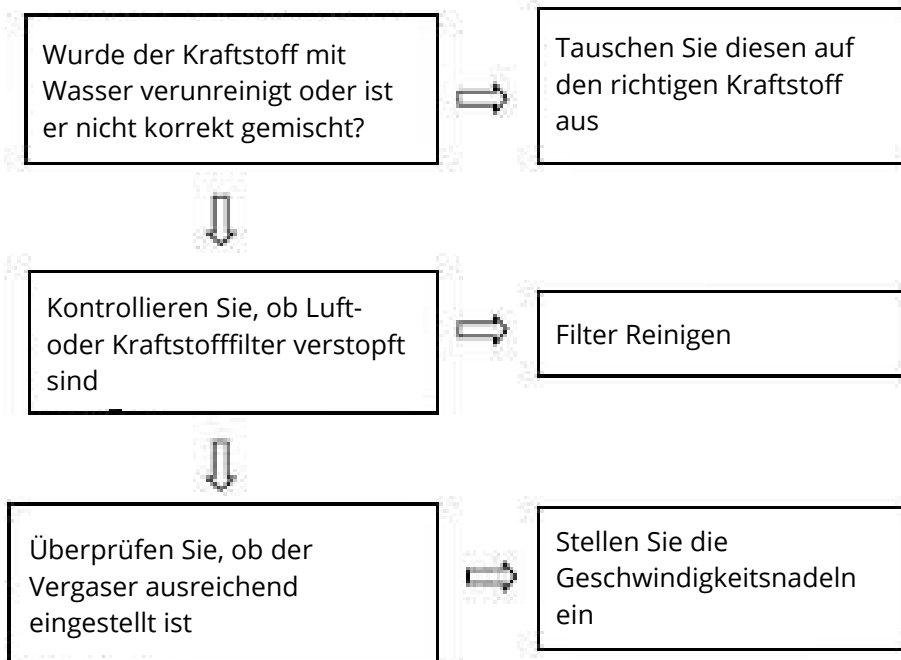 Wurde der Kraftstoff mit
Wasser verunreinigt oder ist
er nicht korrekt gemischt?
Tauschen Sie diesen auf
den richtigen Kraftstoff
aus
Kontrollieren Sie, ob Luft-
oder Kraftstofffilter verstopft
sind
Filter Reinigen
Überprüfen Sie, ob der
Vergaser ausreichend
eingestellt ist
Stellen Sie die
Geschwindigkeitsnadeln
ein